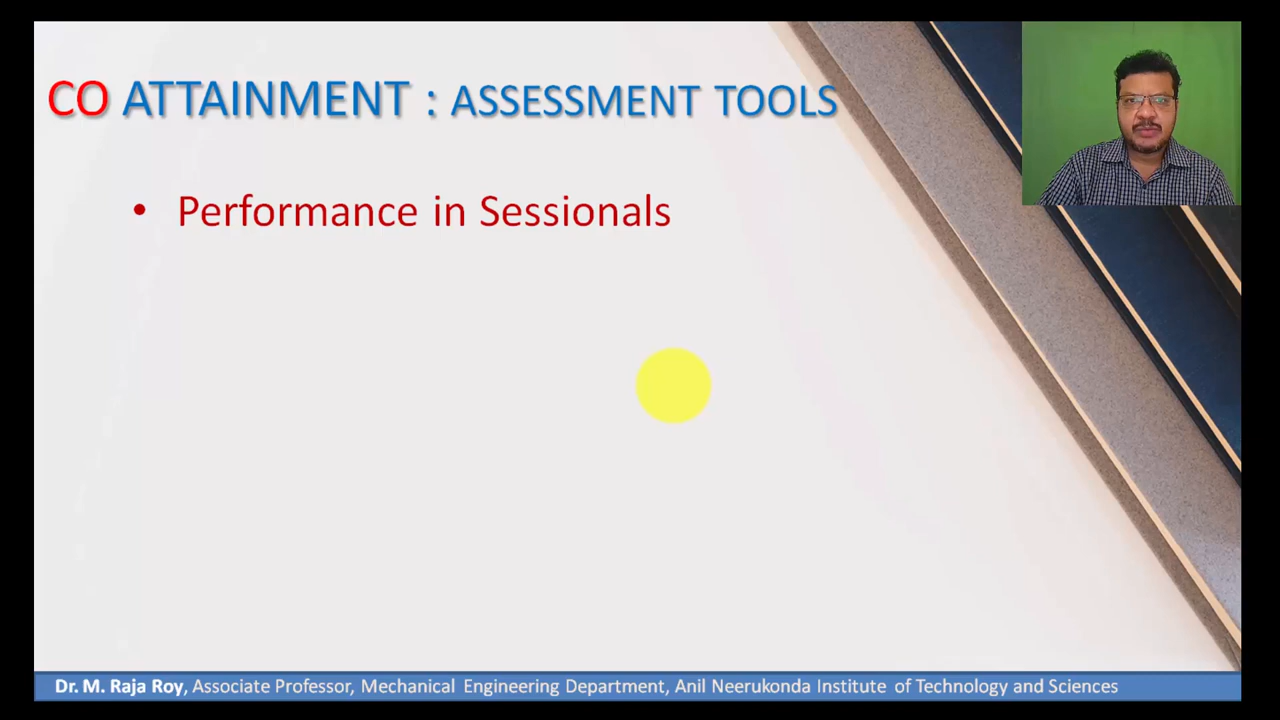 CO ATTAINMENT : ASSESSMENT TOOLS
• Performance in Sessionals
Dr. M. Raja Roy, Associate Professor, Mechanical Engineering Department, Anil Neerukonda Institute of Technology and Sciences